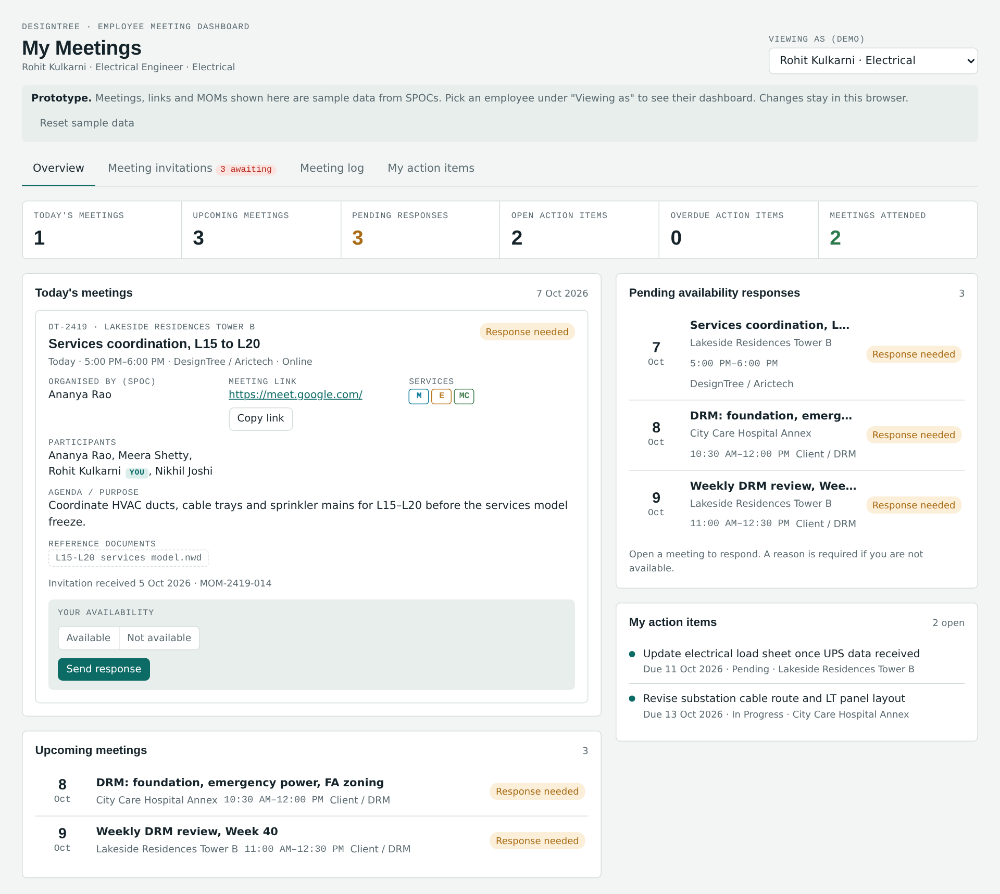 DESIGNTREE · EMPLOYEE MEETING DASHBOARD
My Meetings
Rohit Kulkarni · Electrical Engineer · Electrical
VIEWING AS (DEMO)
Rohit Kulkarni · Electrical
Prototype. Meetings, links and MOMs shown here are sample data from SPOCs. Pick an employee under "Viewing as" to see their dashboard. Changes stay in this browser.
Reset sample data
Overview
Meeting invitations 3 awaiting
Meeting log
My action items
TODAY'S MEETINGS
1
UPCOMING MEETINGS
3
PENDING RESPONSES
3
OPEN ACTION ITEMS
2
OVERDUE ACTION ITEMS
0
MEETINGS ATTENDED
2
Today's meetings
7 Oct 2026
DT-2419 · LAKESIDE RESIDENCES TOWER B
Response needed
Services coordination, L15 to L20
Today · 5:00 PM–6:00 PM · DesignTree / Arictech · Online
ORGANISED BY (SPOC)
Ananya Rao
MEETING LINK
https://meet.google.com/
Copy link
SERVICES
M E MC
PARTICIPANTS
Ananya Rao, Meera Shetty,
Rohit Kulkarni YOU, Nikhil Joshi
AGENDA / PURPOSE
Coordinate HVAC ducts, cable trays and sprinkler mains for L15–L20 before the services model
freeze.
REFERENCE DOCUMENTS
L15-L20 services model.nwd
Invitation received 5 Oct 2026 · MOM-2419-014
YOUR AVAILABILITY
Available
Not available
Send response
Upcoming meetings
3
8
Oct
DRM: foundation, emergency power, FA zoning
City Care Hospital Annex 10:30 AM–12:00 PM Client / DRM
Response needed
9
Oct
Weekly DRM review, Week 40
Lakeside Residences Tower B 11:00 AM–12:30 PM Client / DRM
Response needed
Pending availability responses
3
7
Oct
Services coordination, L…
Lakeside Residences Tower B
5:00 PM–6:00 PM
DesignTree / Arictech
Response needed
8
Oct
DRM: foundation, emerg…
City Care Hospital Annex
10:30 AM–12:00 PM Client / DRM
Response needed
9
Oct
Weekly DRM review, Wee…
Lakeside Residences Tower B
11:00 AM–12:30 PM Client / DRM
Response needed
Open a meeting to respond. A reason is required if you are not
available.
My action items
2 open
Update electrical load sheet once UPS data received
Due 11 Oct 2026 · Pending · Lakeside Residences Tower B
Revise substation cable route and LT panel layout
Due 13 Oct 2026 · In Progress · City Care Hospital Annex